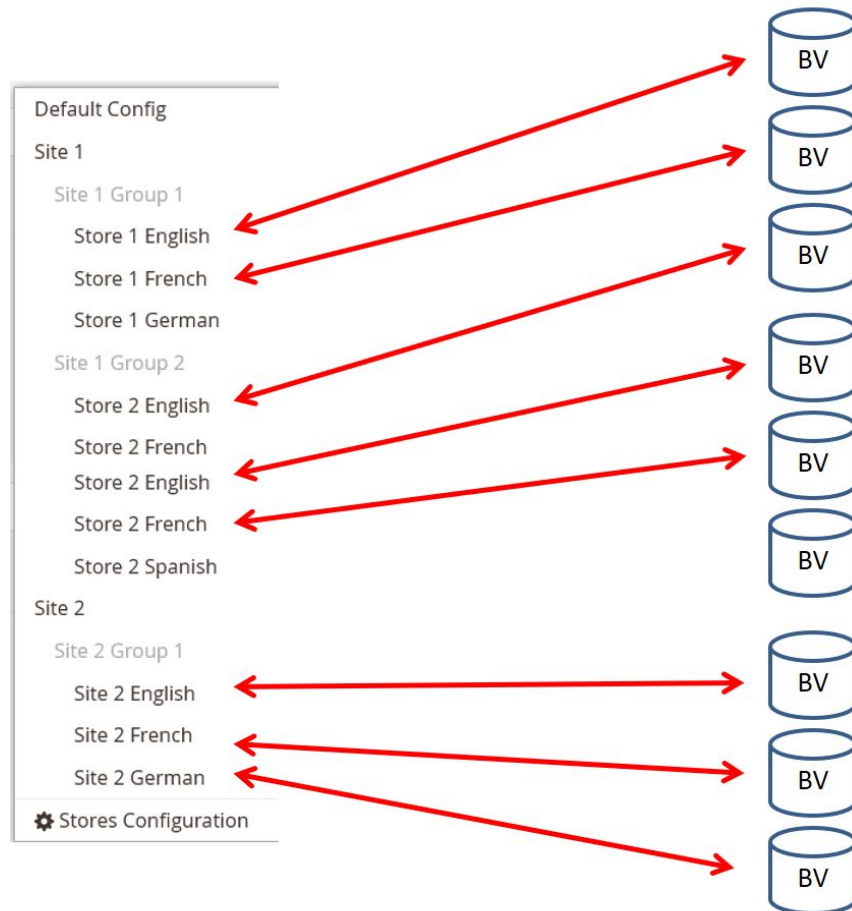 Default Config
Site 1
Site 1 Group 1
Store 1 English
Store 1 French
Store 1 German
Site 1 Group 2
Store 2 English
Store 2 French
Store 2 English
Store 2 French
Store 2 Spanish
Site 2
Site 2 Group 1
Site 2 English
Site 2 French
Site 2 German
Stores Configuration
BV
BV
BV
BV
BV
BV
BV
BV
BV